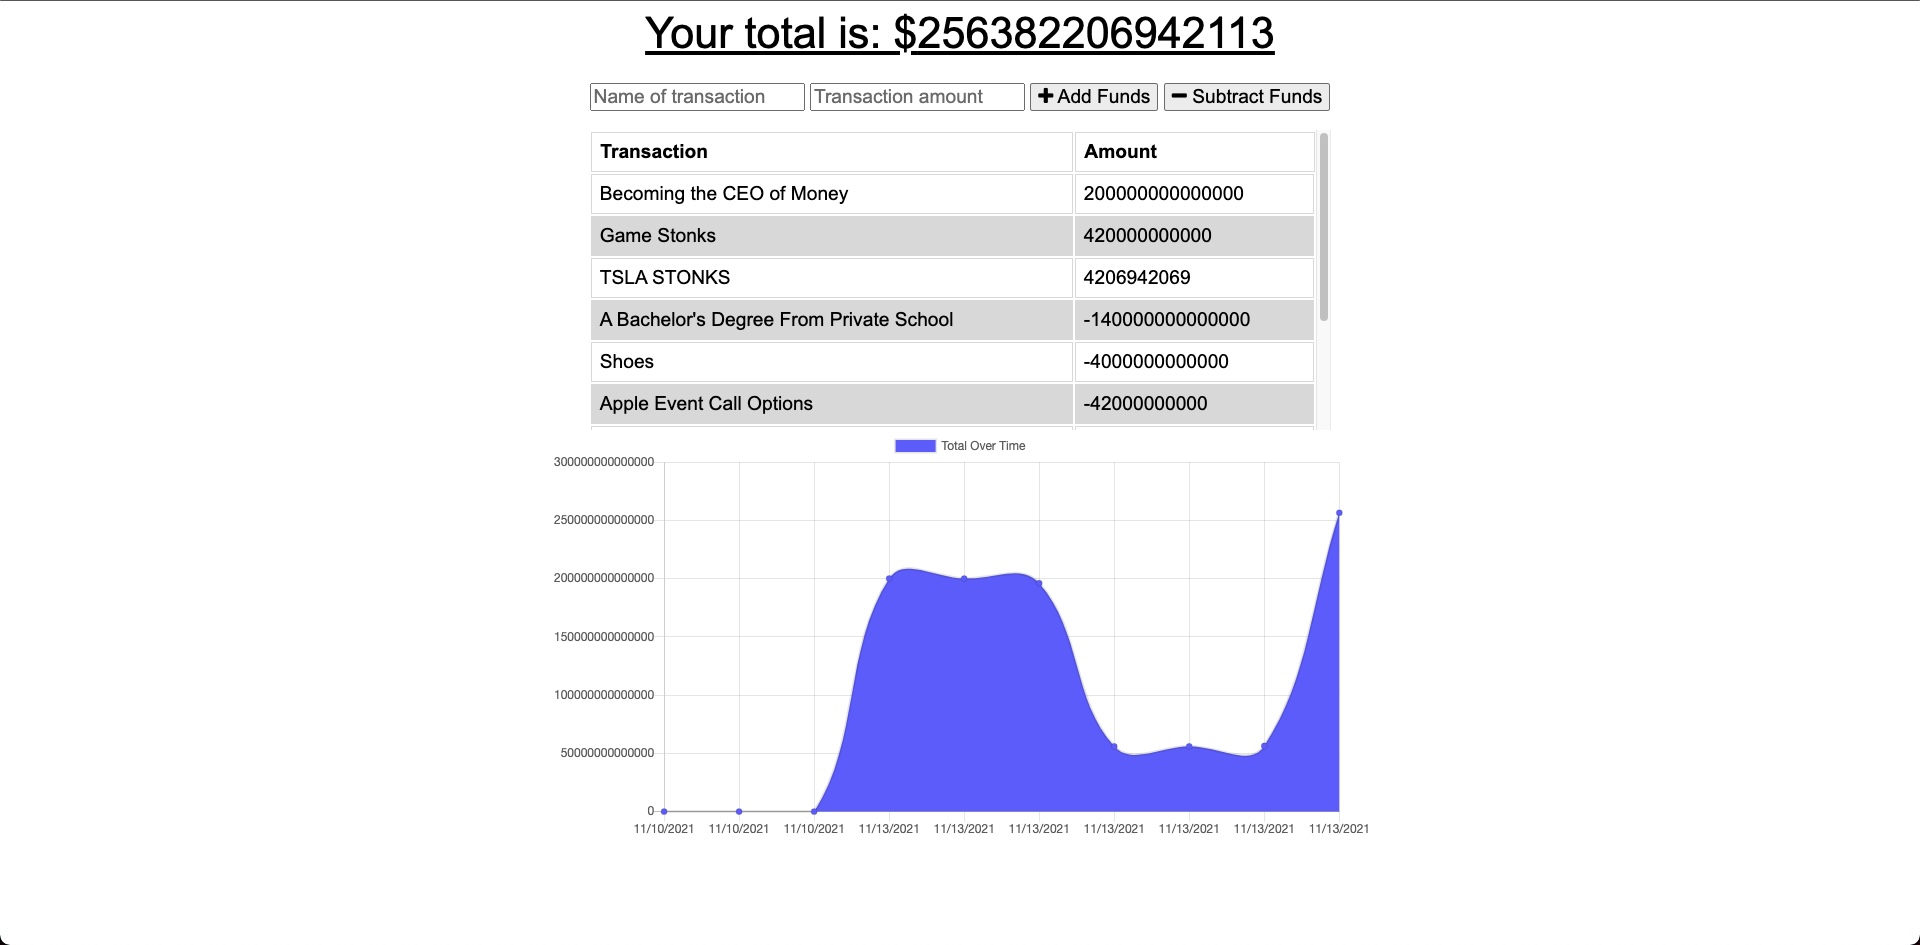 Your total is: $256382206942113
Name of transaction Transaction amount Add Funds Subtract Funds
Transaction Amount
Becoming the CEO of Money 200000000000000
Game Stonks 420000000000
TSLA STONKS 4206942069
A Bachelor's Degree From Private School -140000000000000
Shoes -4000000000000
Apple Event Call Options -42000000000
Total Over Time
300000000000000
250000000000000
200000000000000
150000000000000
100000000000000
50000000000000
0
11/10/2021 11/10/2021 11/10/2021 11/13/2021 11/13/2021 11/13/2021 11/13/2021 11/13/2021 11/13/2021 11/13/2021